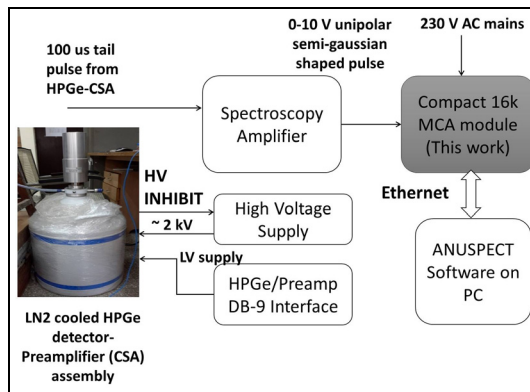 100 us tail
pulse from
HPGe-CSA
0-10 V unipolar
semi-gaussian
shaped pulse
230 V AC mains
Spectroscopy
Amplifier
Compact 16k
MCA module
(This work)
HV
INHIBIT
~ 2 kV
High Voltage
Supply
Ethernet
LV supply
HPGe/Preamp
DB-9 Interface
ANUSPECT
Software on
PC
LN2 cooled HPGe
detector-
Preamplifier (CSA)
assembly